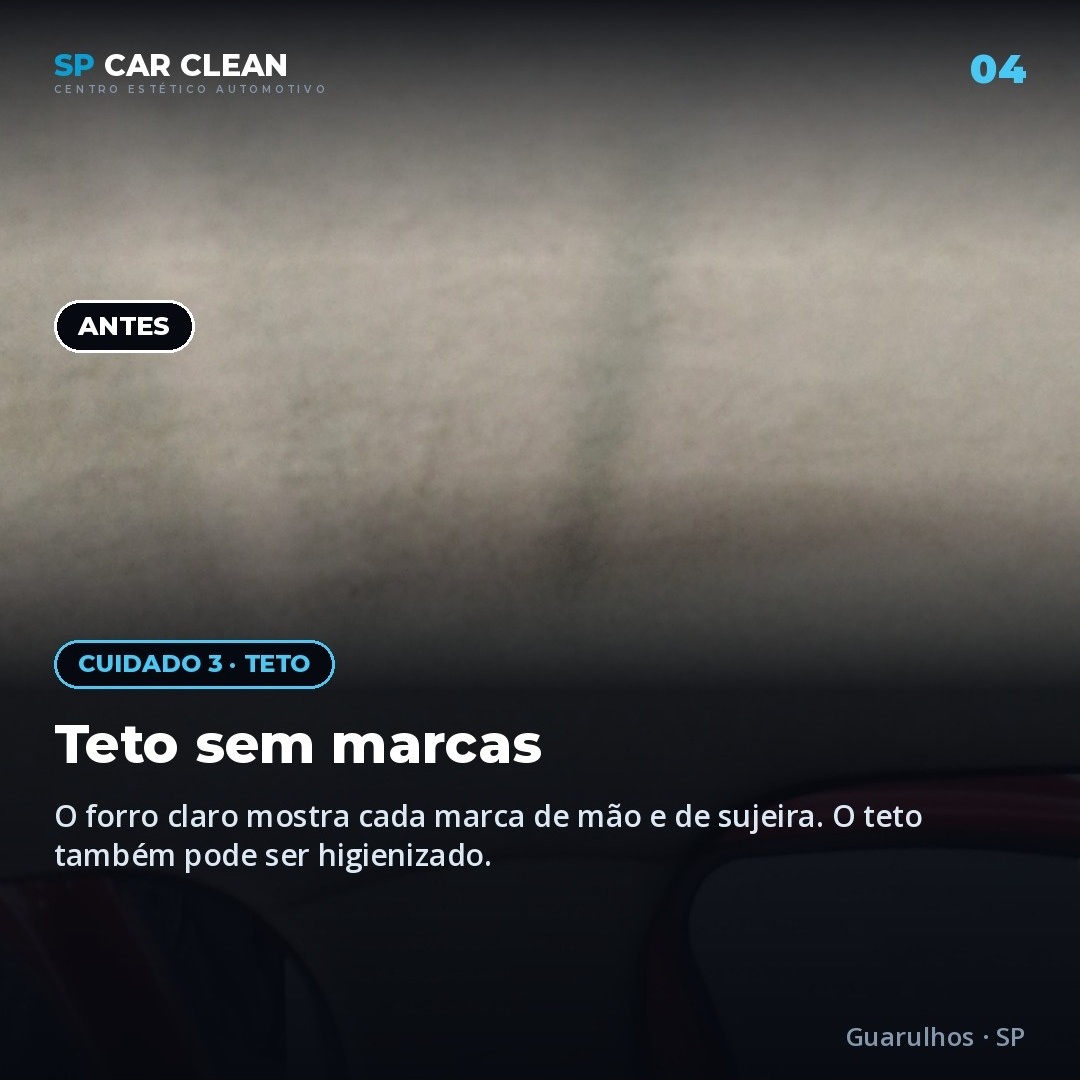 SP CAR CLEAN
CENTRO ESTÉTICO AUTOMOTIVO
04
ANTES
CUIDADO 3 · TETO
Teto sem marcas
O forro claro mostra cada marca de mão e de sujeira. O teto
também pode ser higienizado.
Guarulhos · SP